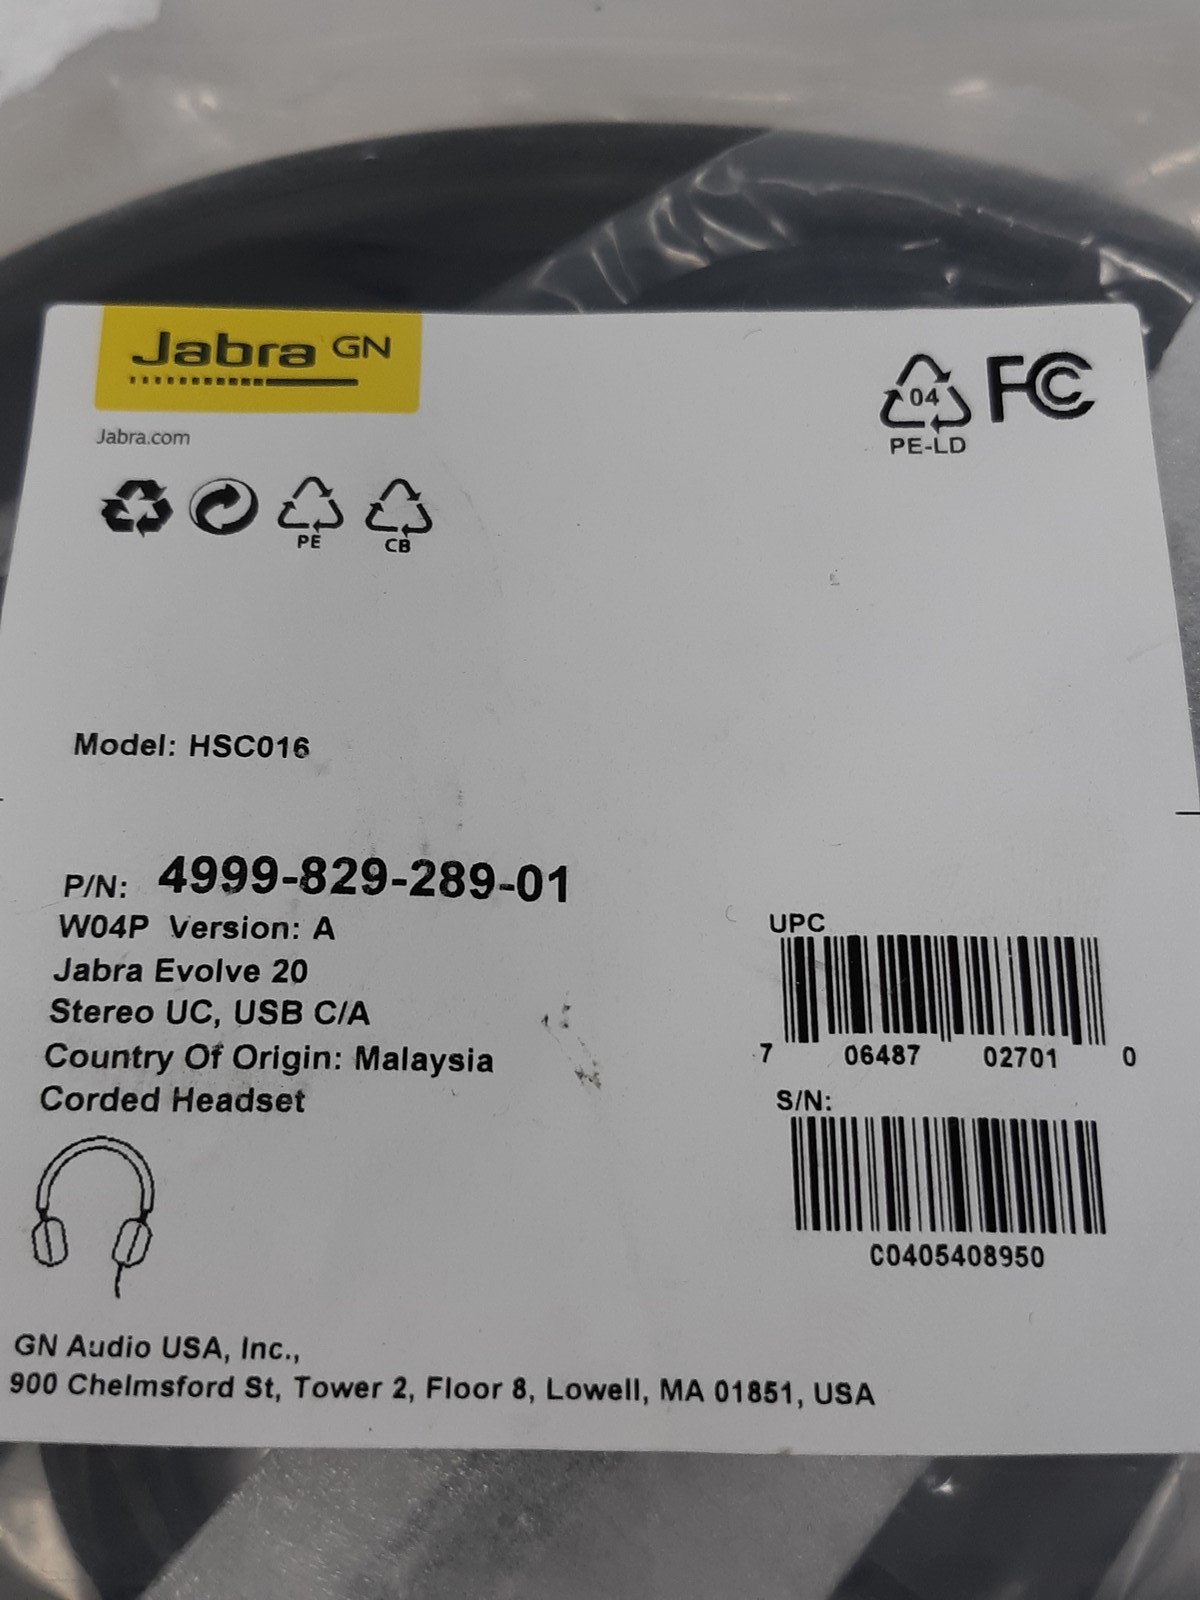 Jabra GN
Jabra.com
04
PE-LD
FC
PE
CB
Model: HSC016
P/N: 4999-829-289-01
W04P Version: A
Jabra Evolve 20
Stereo UC, USB C/A
Country Of Origin: Malaysia
Corded Headset
UPC
7 06487 02701 0
S/N:
C0405408950
GN Audio USA, Inc.,
900 Chelmsford St, Tower 2, Floor 8, Lowell, MA 01851, USA